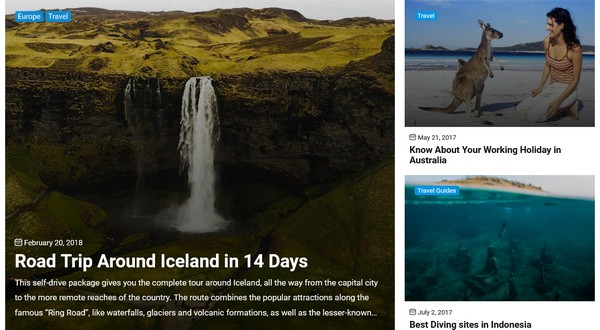 Europe Travel
February 20, 2018
Road Trip Around Iceland in 14 Days
This self-drive package gives you the complete tour around Iceland, all the way from the capital city
to the more remote reaches of the country. The route combines the popular attractions along the
famous “Ring Road”, like waterfalls, glaciers and volcanic formations, as well as the lesser-known…
Travel
May 21, 2017
Know About Your Working Holiday in
Australia
Travel Guides
July 2, 2017
Best Diving sites in Indonesia